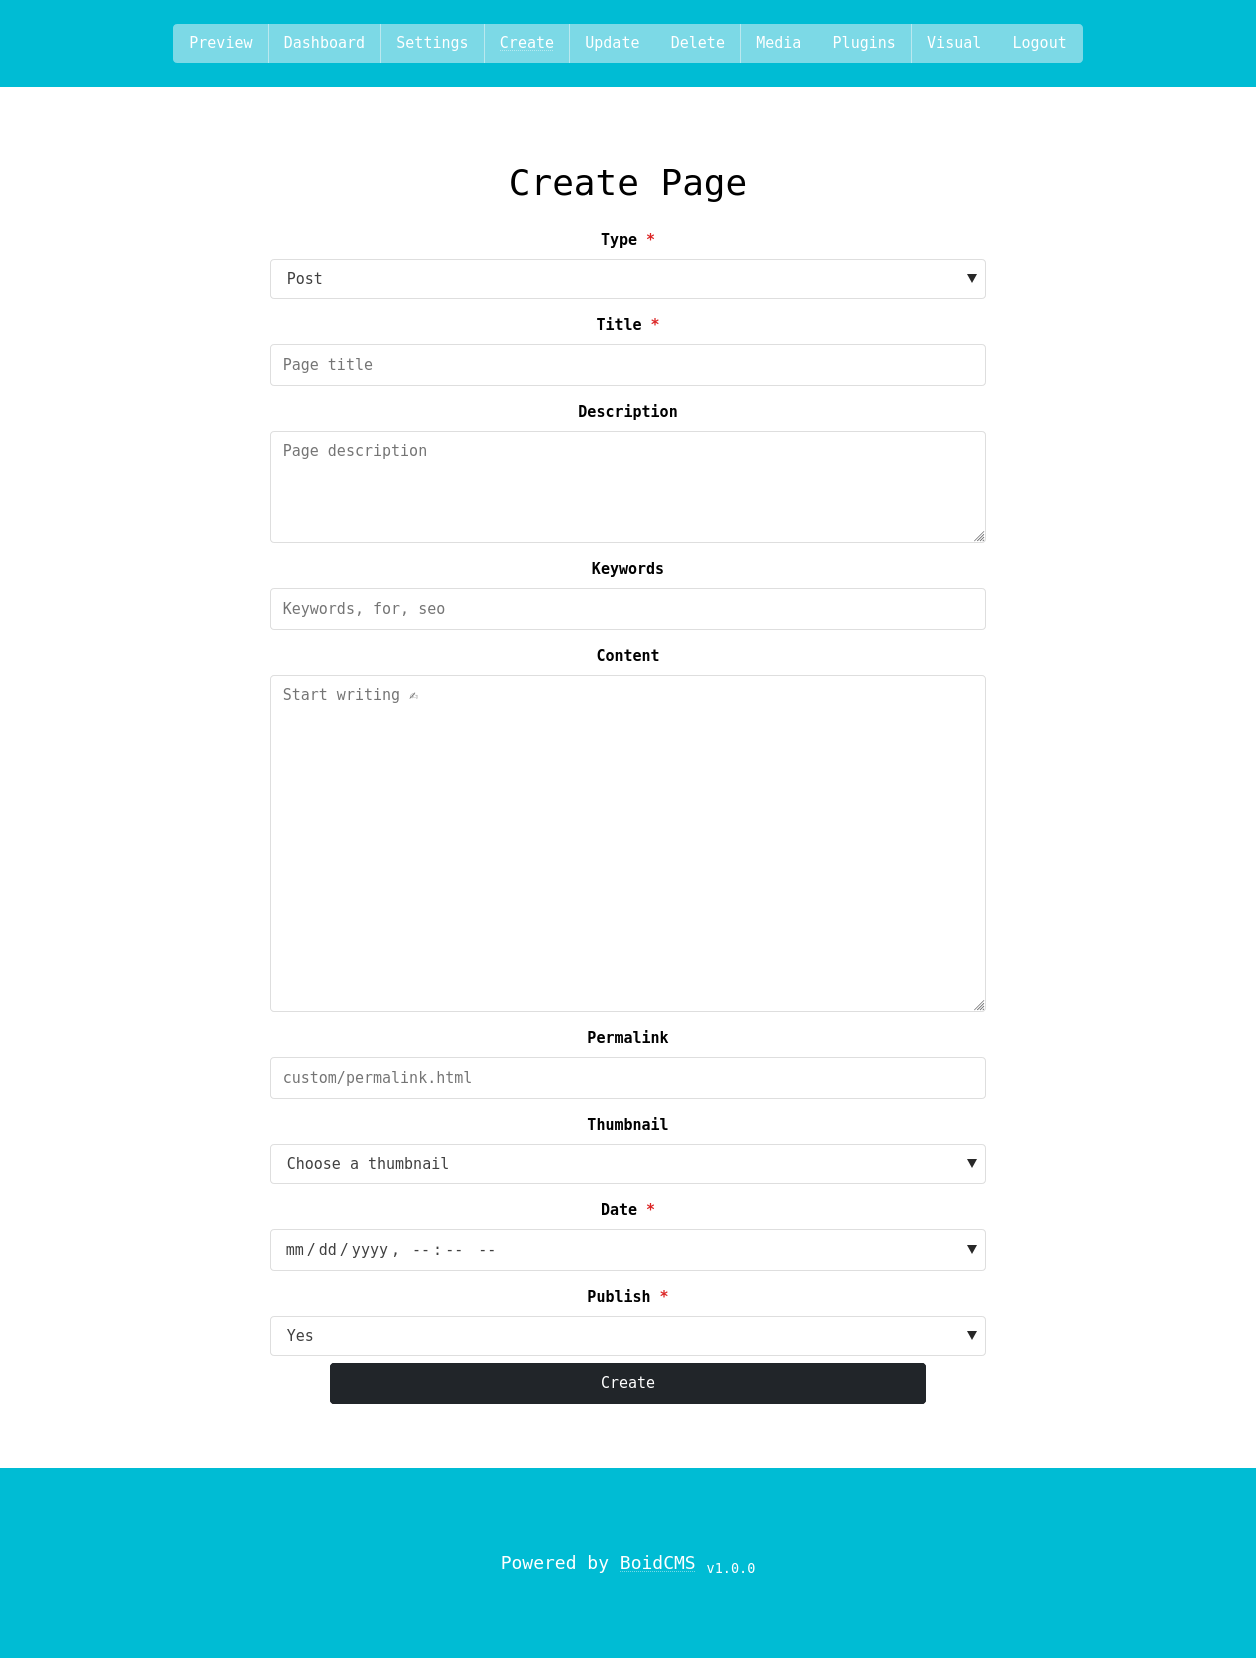 Preview Dashboard Settings Create Update Delete Media Plugins Visual Logout
Create Page
Type *
Post
Title *
Page title
Description
Page description
Keywords
Keywords, for, seo
Content
Start writing ✍
Permalink
custom/permalink.html
Thumbnail
Choose a thumbnail
Date *
mm/dd/yyyy, --:-- --
Publish *
Yes
Create
Powered by BoidCMS v1.0.0